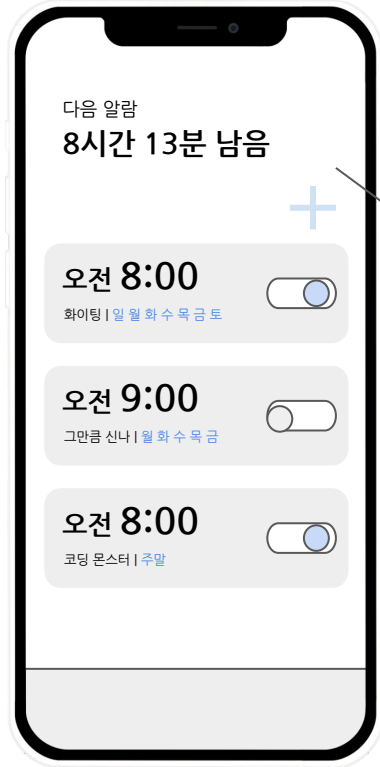 다음 알람
8시간 13분 남음
오전 8:00
화이팅 | 일 월 화 수 목 금 토
오전 9:00
그만큼 신나 | 월 화 수 목 금
오전 8:00
코딩 몬스터 | 주말